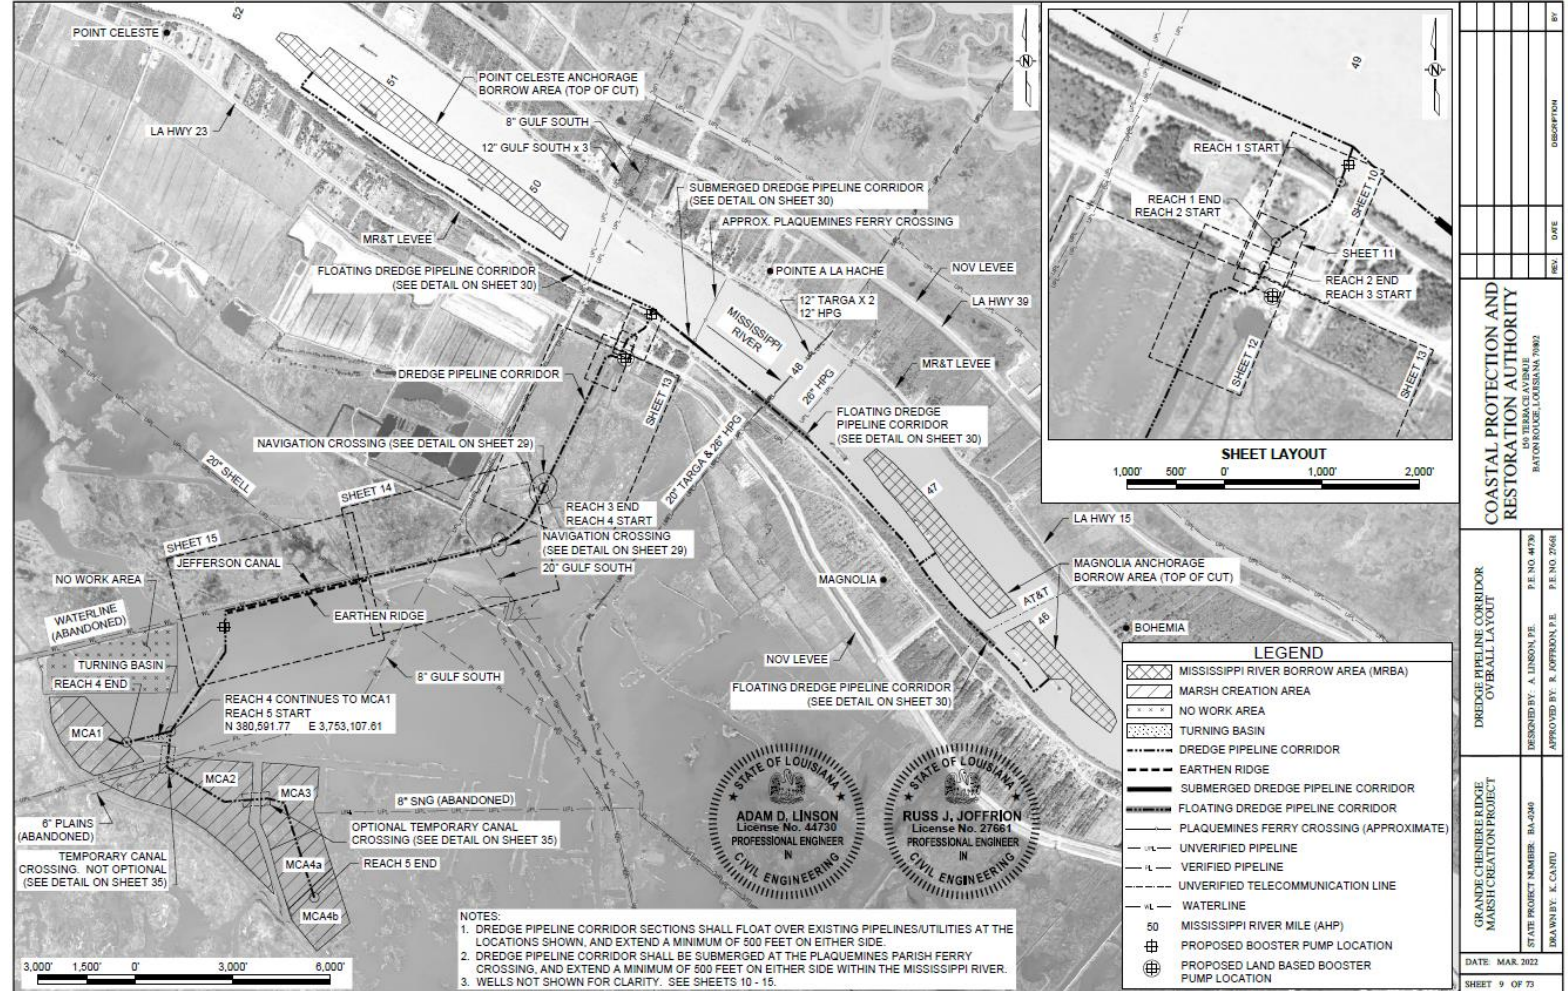 52
POINT CELESTE
LA HWY 23
51
POINT CELESTE ANCHORAGE
BORROW AREA (TOP OF CUT)
8" GULF SOUTH
12" GULF SOUTH x 3
50
SUBMERGED DREDGE PIPELINE CORRIDOR
(SEE DETAIL ON SHEET 30)
APPROX. PLAQUEMINES FERRY CROSSING
MR&T LEVEE
FLOATING DREDGE PIPELINE CORRIDOR
(SEE DETAIL ON SHEET 30)
POINTE A LA HACHE
NOV LEVEE
LA HWY 39
12" TARGA X 2
12" HPG
MISSISSIPPI
RIVER
48
26" HPG
MR&T LEVEE
DREDGE PIPELINE CORRIDOR
SHEET 13
20" TARGA & 26" HPG
FLOATING DREDGE
PIPELINE CORRIDOR
(SEE DETAIL ON SHEET 30)
NAVIGATION CROSSING (SEE DETAIL ON SHEET 29)
20" SHELL
SHEET 14
47
REACH 3 END
REACH 4 START
NAVIGATION CROSSING
(SEE DETAIL ON SHEET 29)
20" GULF SOUTH
LA HWY 15
SHEET 15
JEFFERSON CANAL
NO WORK AREA
WATERLINE
(ABANDONED)
EARTHEN RIDGE
MAGNOLIA
MAGNOLIA ANCHORAGE
BORROW AREA (TOP OF CUT)
AT&T
46
BOHEMIA
TURNING BASIN
REACH 4 END
8" GULF SOUTH
NOV LEVEE
FLOATING DREDGE PIPELINE CORRIDOR
(SEE DETAIL ON SHEET 30)
REACH 4 CONTINUES TO MCA1
REACH 5 START
N 380,591.77 E 3,753,107.61
MCA1
MCA2
MCA3
8" SNG (ABANDONED)
6" PLAINS
(ABANDONED)
OPTIONAL TEMPORARY CANAL
CROSSING (SEE DETAIL ON SHEET 35)
TEMPORARY CANAL
CROSSING. NOT OPTIONAL
(SEE DETAIL ON SHEET 35)
MCA4a
REACH 5 END
MCA4b
3,000' 1,500' 0' 3,000' 6,000'
STATE OF LOUISIANA
ADAM D. LINSON
License No. 44730
PROFESSIONAL ENGINEER
IN
CIVIL ENGINEERING
STATE OF LOUISIANA
RUSS J. JOFFRION
License No. 27661
PROFESSIONAL ENGINEER
IN
CIVIL ENGINEERING
NOTES:
1. DREDGE PIPELINE CORRIDOR SECTIONS SHALL FLOAT OVER EXISTING PIPELINES/UTILITIES AT THE
LOCATIONS SHOWN, AND EXTEND A MINIMUM OF 500 FEET ON EITHER SIDE.
2. DREDGE PIPELINE CORRIDOR SHALL BE SUBMERGED AT THE PLAQUEMINES PARISH FERRY
CROSSING, AND EXTEND A MINIMUM OF 500 FEET ON EITHER SIDE WITHIN THE MISSISSIPPI RIVER.
3. WELLS NOT SHOWN FOR CLARITY. SEE SHEETS 10 - 15.
N
49
N
REACH 1 START
SHEET 10
REACH 1 END
REACH 2 START
SHEET 11
REACH 2 END
REACH 3 START
SHEET 12
SHEET 13
SHEET LAYOUT
1,000' 500' 0' 1,000' 2,000'
LEGEND
MISSISSIPPI RIVER BORROW AREA (MRBA)
MARSH CREATION AREA
NO WORK AREA
TURNING BASIN
DREDGE PIPELINE CORRIDOR
EARTHEN RIDGE
SUBMERGED DREDGE PIPELINE CORRIDOR
FLOATING DREDGE PIPELINE CORRIDOR
PLAQUEMINES FERRY CROSSING (APPROXIMATE)
UPL UNVERIFIED PIPELINE
PL VERIFIED PIPELINE
UNVERIFIED TELECOMMUNICATION LINE
WL WATERLINE
50 MISSISSIPPI RIVER MILE (AHP)
PROPOSED BOOSTER PUMP LOCATION
PROPOSED LAND BASED BOOSTER
PUMP LOCATION
REV. DATE DESCRIPTION BY
COASTAL PROTECTION AND
RESTORATION AUTHORITY
150 TERRACE AVENUE
BATON ROUGE, LOUISIANA 70802
DREDGE PIPELINE CORRIDOR
OVERALL LAYOUT
DESIGNED BY: A. LINSON, P.E. P.E. NO. 44730
APPROVED BY: R. JOFFRION, P.E. P.E. NO. 27661
GRANDE CHENIERE RIDGE
MARSH CREATION PROJECT
STATE PROJECT NUMBER: BA-0240
DRAWN BY: K. CANTU
DATE: MAR. 2022
SHEET 9 OF 73